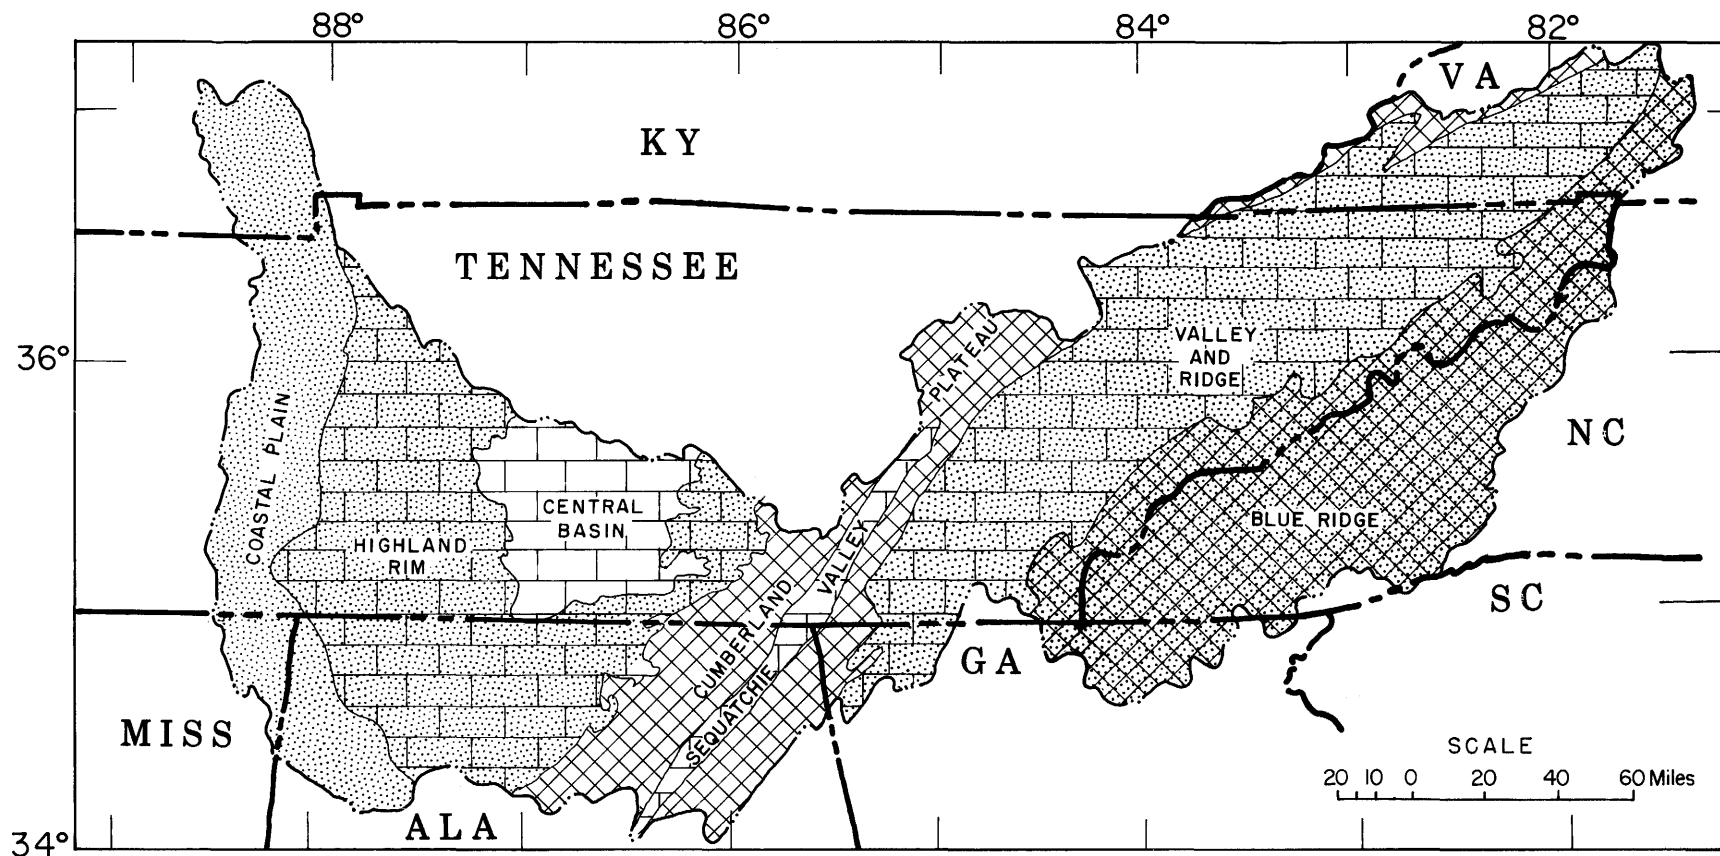 88°
86°
84°
82°
VA
KY
TENNESSEE
36°
VALLEY
AND
RIDGE
PLATEAU
COASTAL PLAIN
NC
CENTRAL
BASIN
HIGHLAND
RIM
BLUE RIDGE
VALLEY
CUMBERLAND
SEQUATCHIE
SC
GA
MISS
SCALE
20 10 0 20 40 60 Miles
ALA
34°